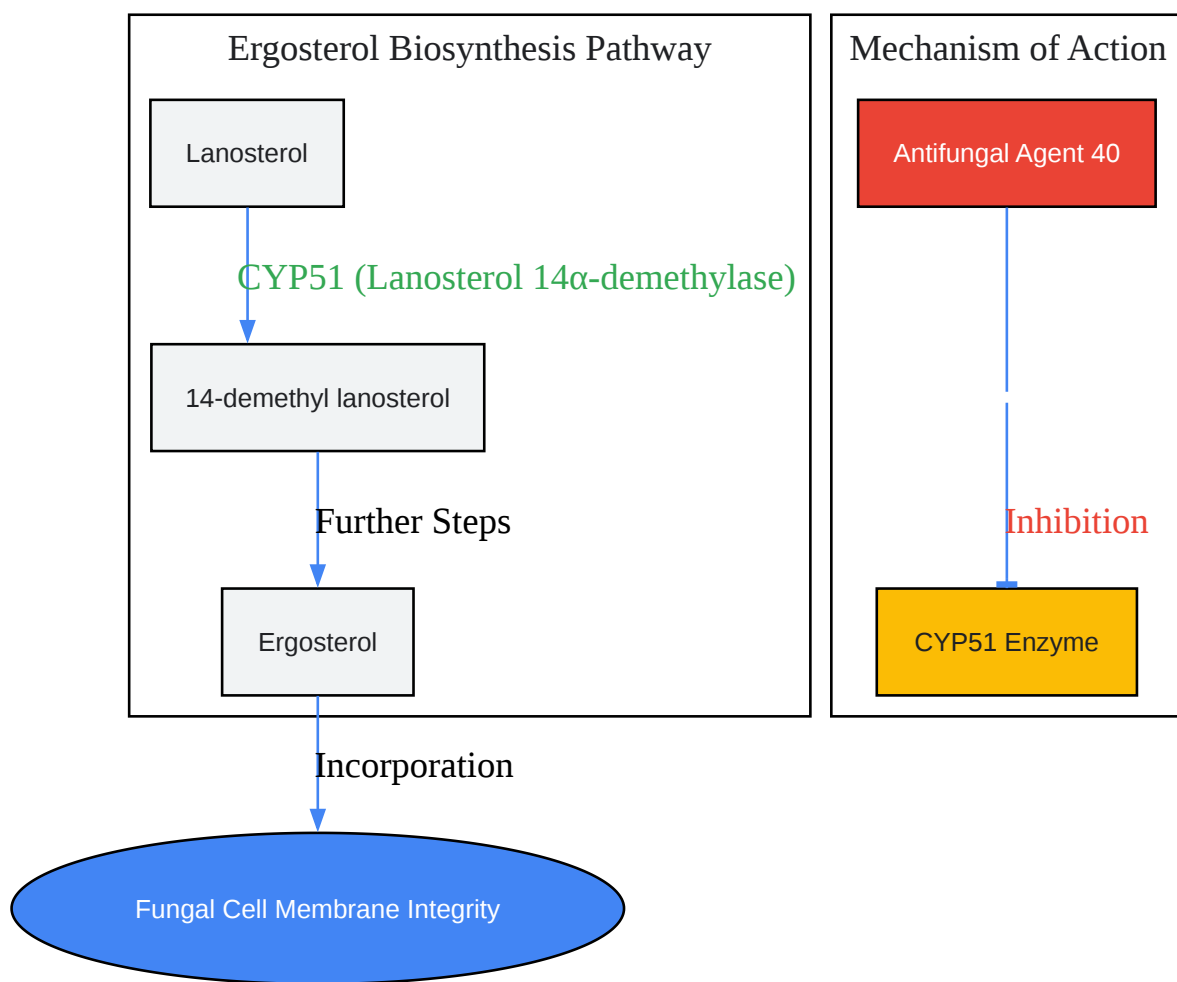 Ergosterol Biosynthesis Pathway
Lanosterol
CYP51 (Lanosterol 14α-demethylase)
14-demethyl lanosterol
Further Steps
Ergosterol
Incorporation
Fungal Cell Membrane Integrity
Mechanism of Action
Antifungal Agent 40
Inhibition
CYP51 Enzyme